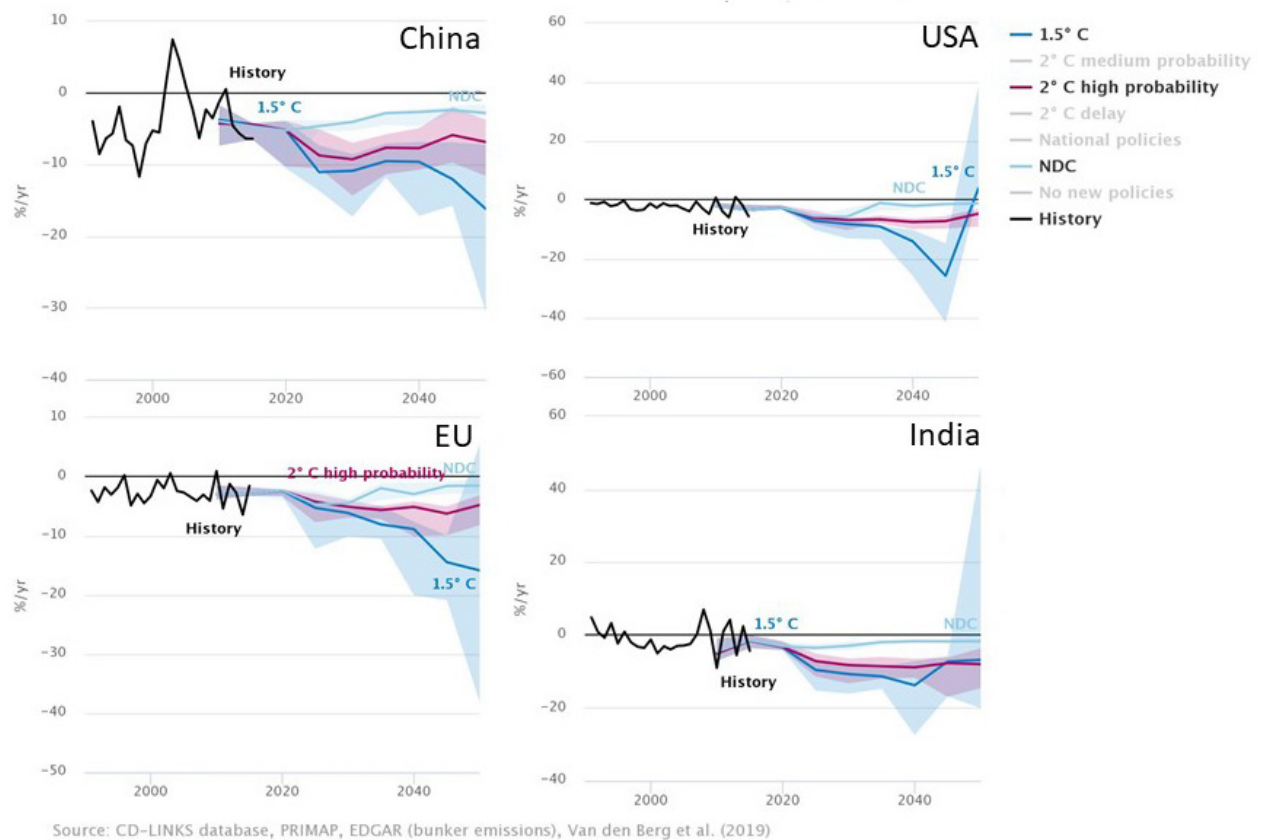 10
0
-10
-20
-30
-40
%/yr
China
History
1.5° C
NDC
2000
2020
2040
60
40
20
0
-20
-40
-60
%/yr
USA
1.5° C
NDC
History
2000
2020
2040
1.5° C
2° C medium probability
2° C high probability
2° C delay
National policies
NDC
No new policies
History
10
0
-10
-20
-30
-40
-50
%/yr
EU
2° C high probability
NDC
History
1.5° C
2000
2020
2040
60
40
20
0
-20
-40
%/yr
India
1.5° C
NDC
History
2000
2020
2040
Source: CD-LINKS database, PRIMAP, EDGAR (bunker emissions), Van den Berg et al. (2019)